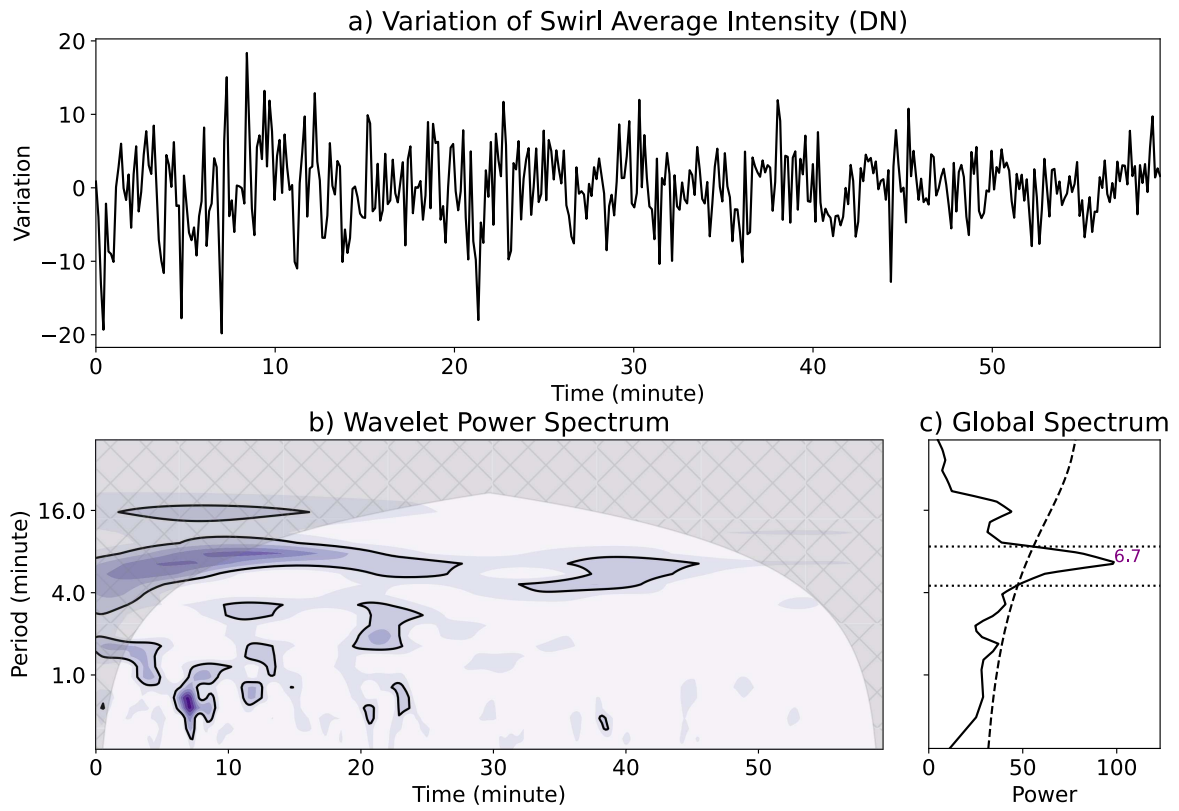 a) Variation of Swirl Average Intensity (DN)
20
10
0
−10
−20
Variation
0 10 20 30 40 50
Time (minute)
b) Wavelet Power Spectrum
16.0
4.0
1.0
Period (minute)
0 10 20 30 40 50
Time (minute)
c) Global Spectrum
6.7
0 50 100
Power